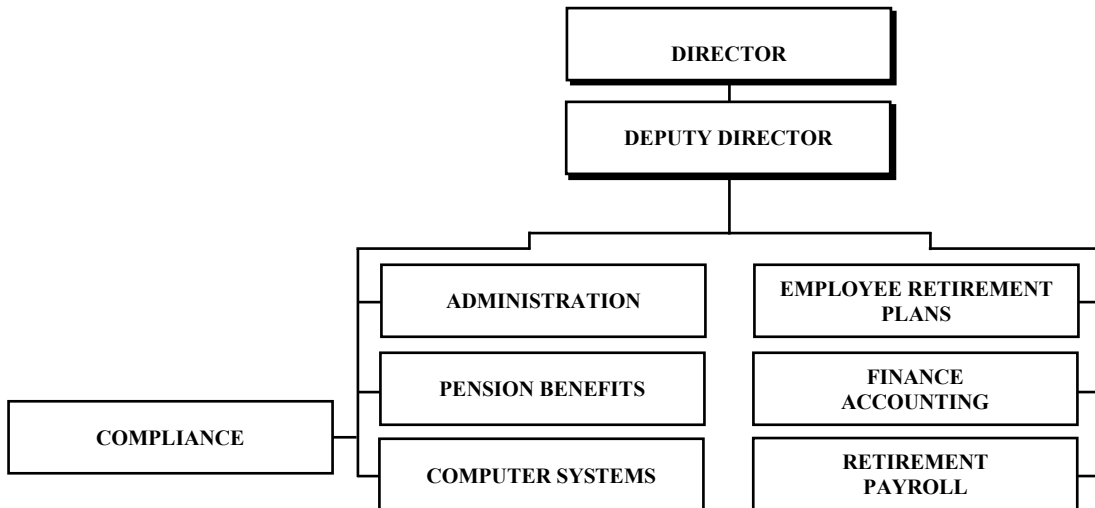 DIRECTOR
DEPUTY DIRECTOR
ADMINISTRATION
EMPLOYEE RETIREMENT
PLANS
PENSION BENEFITS
FINANCE
ACCOUNTING
COMPLIANCE
COMPUTER SYSTEMS
RETIREMENT
PAYROLL